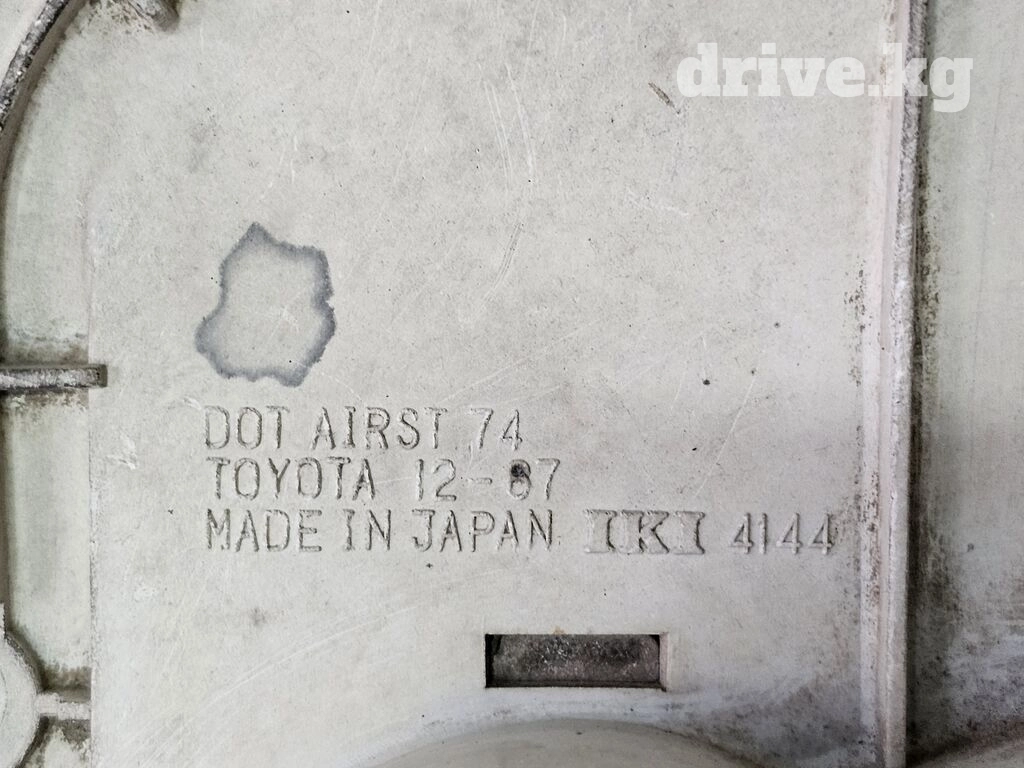 drive.kg
DOT AIRST 74
TOYOTA 12-87
MADE IN JAPAN IKI 4144